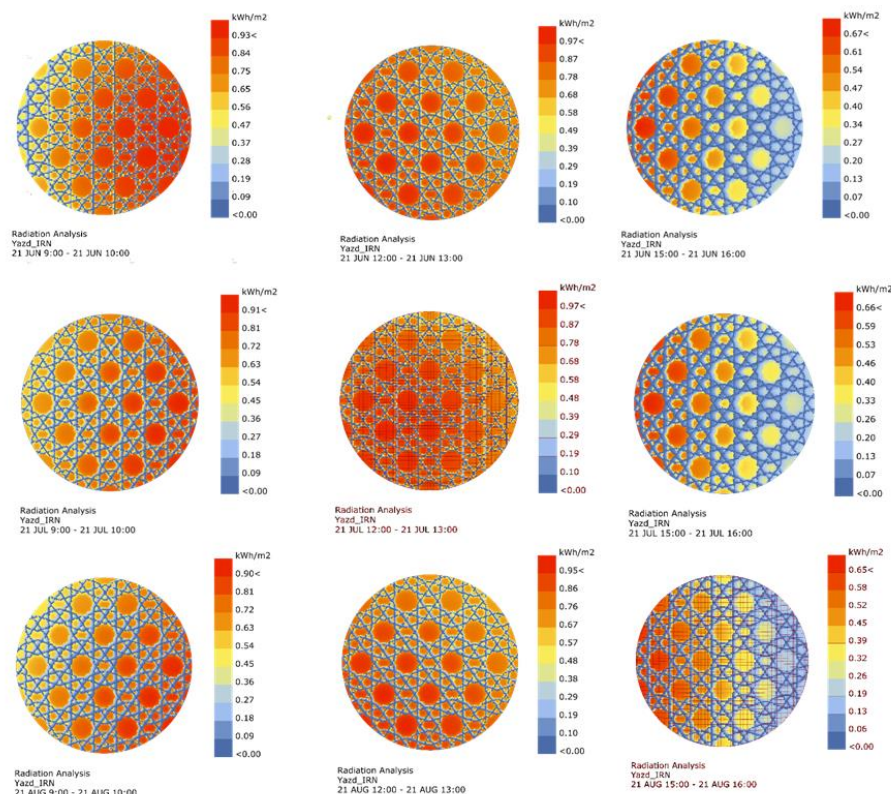 kWh/m2
0.93<
0.84
0.75
0.65
0.56
0.47
0.37
0.28
0.19
0.09
<0.00
Radiation Analysis
Yazd_IRN
21 JUN 9:00 - 21 JUN 10:00
kWh/m2
0.97<
0.87
0.78
0.68
0.58
0.49
0.39
0.29
0.19
0.10
<0.00
Radiation Analysis
Yazd_IRN
21 JUN 12:00 - 21 JUN 13:00
kWh/m2
0.67<
0.61
0.54
0.47
0.40
0.34
0.27
0.20
0.13
0.07
<0.00
Radiation Analysis
Yazd_IRN
21 JUN 15:00 - 21 JUN 16:00
kWh/m2
0.91<
0.81
0.72
0.63
0.54
0.45
0.36
0.27
0.18
0.09
<0.00
Radiation Analysis
Yazd_IRN
21 JUL 9:00 - 21 JUL 10:00
kWh/m2
0.97<
0.87
0.78
0.68
0.58
0.48
0.39
0.29
0.19
0.10
<0.00
Radiation Analysis
Yazd_IRN
21 JUL 12:00 - 21 JUL 13:00
kWh/m2
0.66<
0.59
0.53
0.46
0.40
0.33
0.26
0.20
0.13
0.07
<0.00
Radiation Analysis
Yazd_IRN
21 JUL 15:00 - 21 JUL 16:00
kWh/m2
0.90<
0.81
0.72
0.63
0.54
0.45
0.36
0.27
0.18
0.09
<0.00
Radiation Analysis
Yazd_IRN
21 AUG 9:00 - 21 AUG 10:00
kWh/m2
0.95<
0.86
0.76
0.67
0.57
0.48
0.38
0.29
0.19
0.10
<0.00
Radiation Analysis
Yazd_IRN
21 AUG 12:00 - 21 AUG 13:00
kWh/m2
0.65<
0.58
0.52
0.45
0.39
0.32
0.26
0.19
0.13
0.06
<0.00
Radiation Analysis
Yazd_IRN
21 AUG 15:00 - 21 AUG 16:00